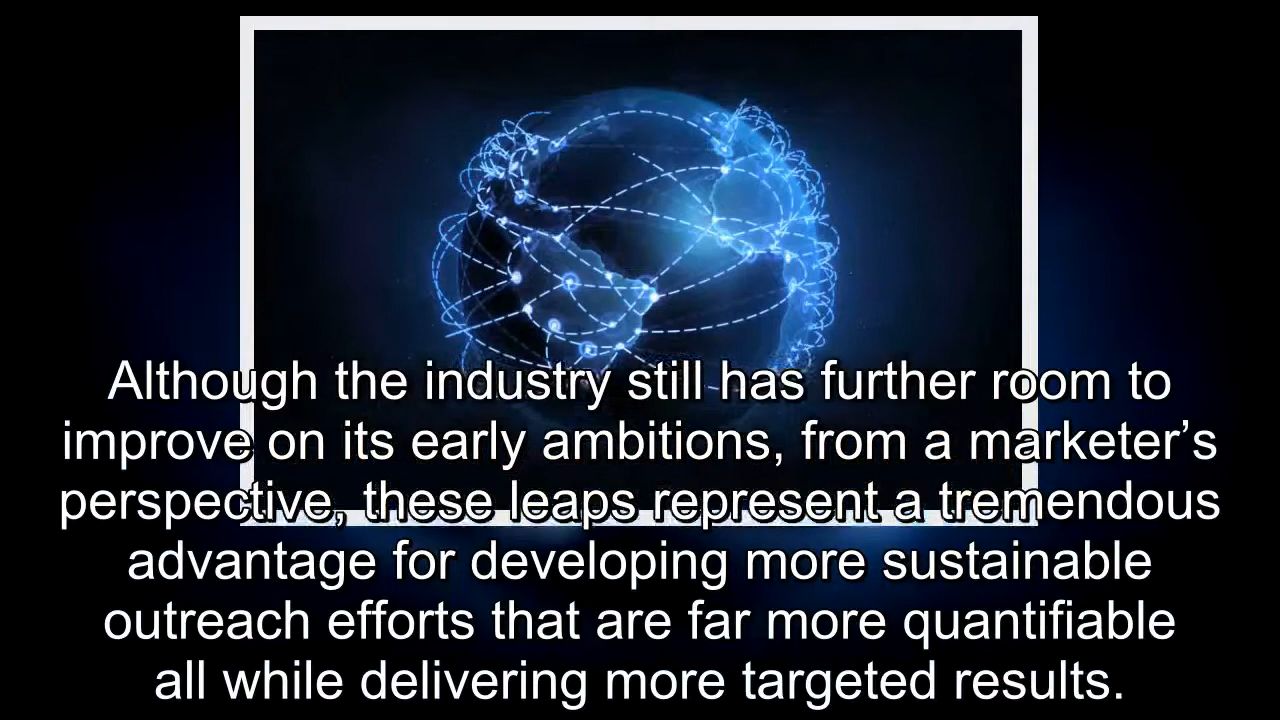 Although the industry still has further room to
improve on its early ambitions, from a marketer’s
perspective, these leaps represent a tremendous
advantage for developing more sustainable
outreach efforts that are far more quantifiable
all while delivering more targeted results.